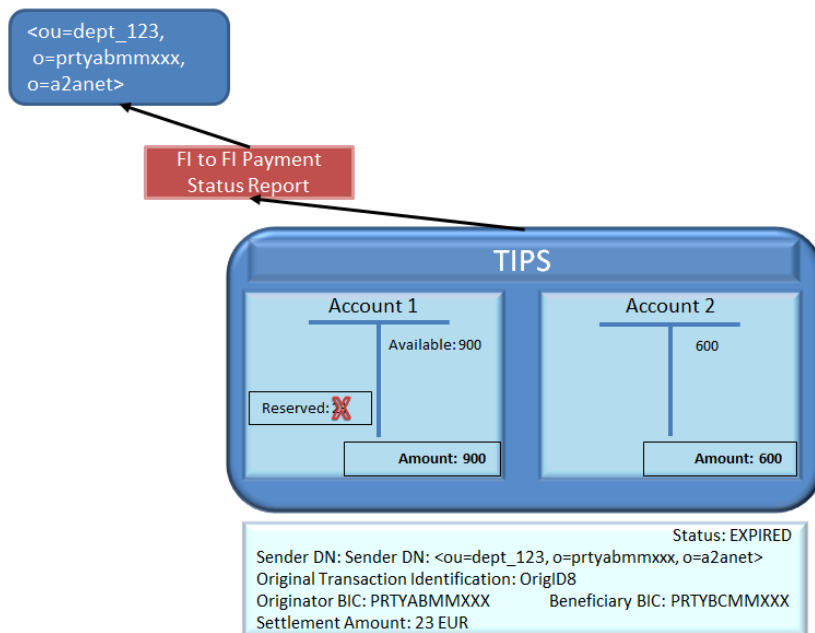 <ou=dept_123,
o=prtyabmmxxx,
o=a2anet>
FI to FI Payment
Status Report
TIPS
Account 1
Available: 900
Reserved: 23
Amount: 900
Account 2
600
Amount: 600
Status: EXPIRED
Sender DN: Sender DN: <ou=dept_123, o=prtyabmmxxx, o=a2anet>
Original Transaction Identification: OrigID8
Originator BIC: PRTYABMMXXX Beneficiary BIC: PRTYBCMMXXX
Settlement Amount: 23 EUR